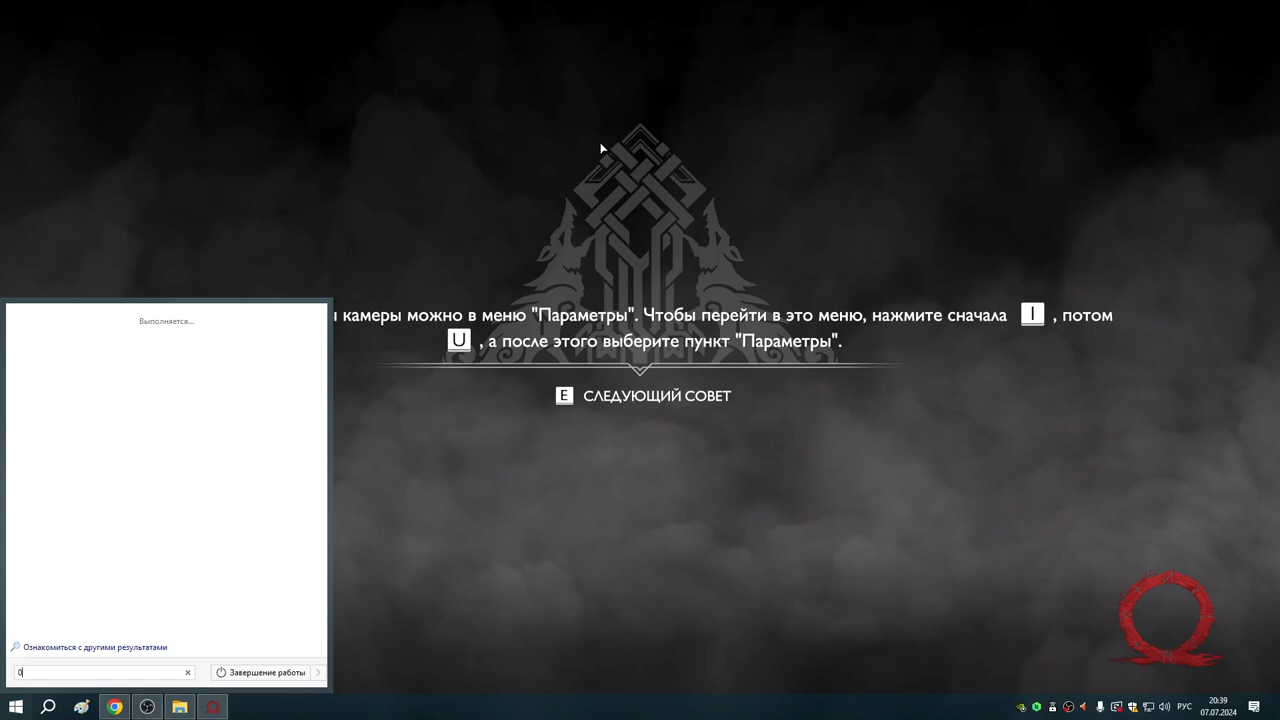 и камеры можно в меню "Параметры". Чтобы перейти в это меню, нажмите сначала I , потом
U , а после этого выберите пункт "Параметры".
E СЛЕДУЮЩИЙ СОВЕТ
Выполняется...
Ознакомиться с другими результатами
0
Завершение работы
РУС
20:39
07.07.2024